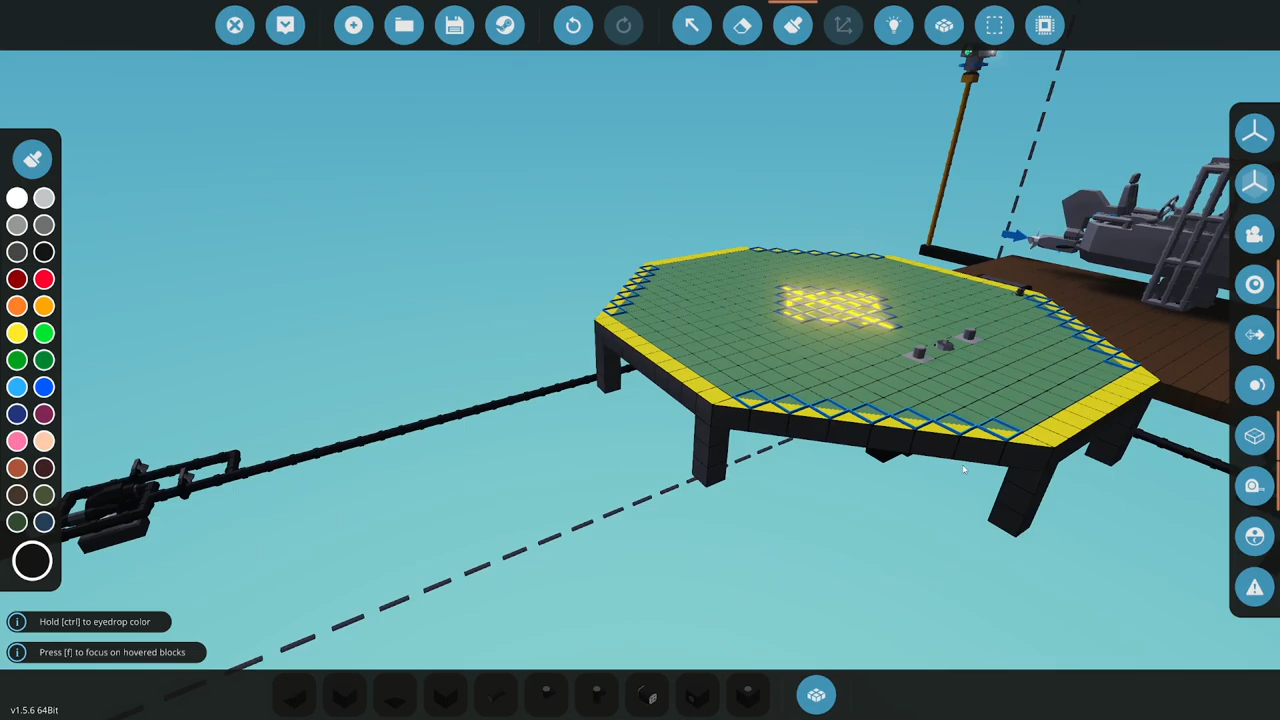 Hold [ctrl] to eyedrop color
Press [f] to focus on hovered blocks
v1.5.6 64Bit